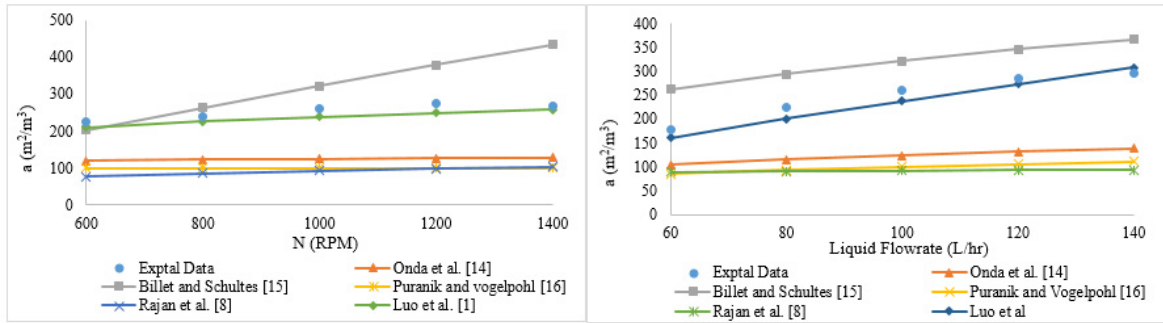 500
400
300
200
100
0
a (m²/m³)
600 800 1000 1200 1400
N (RPM)
Exptal Data Onda et al. [14]
Billet and Schultes [15] Puranik and vogelpohl [16]
Rajan et al. [8] Luo et al. [1]
400
350
300
250
200
150
100
50
0
a (m²/m³)
60 80 100 120 140
Liquid Flowrate (L/hr)
Exptal Data Onda et al. [14]
Billet and Schultes [15] Puranik and Vogelpohl [16]
Rajan et al. [8] Luo et al